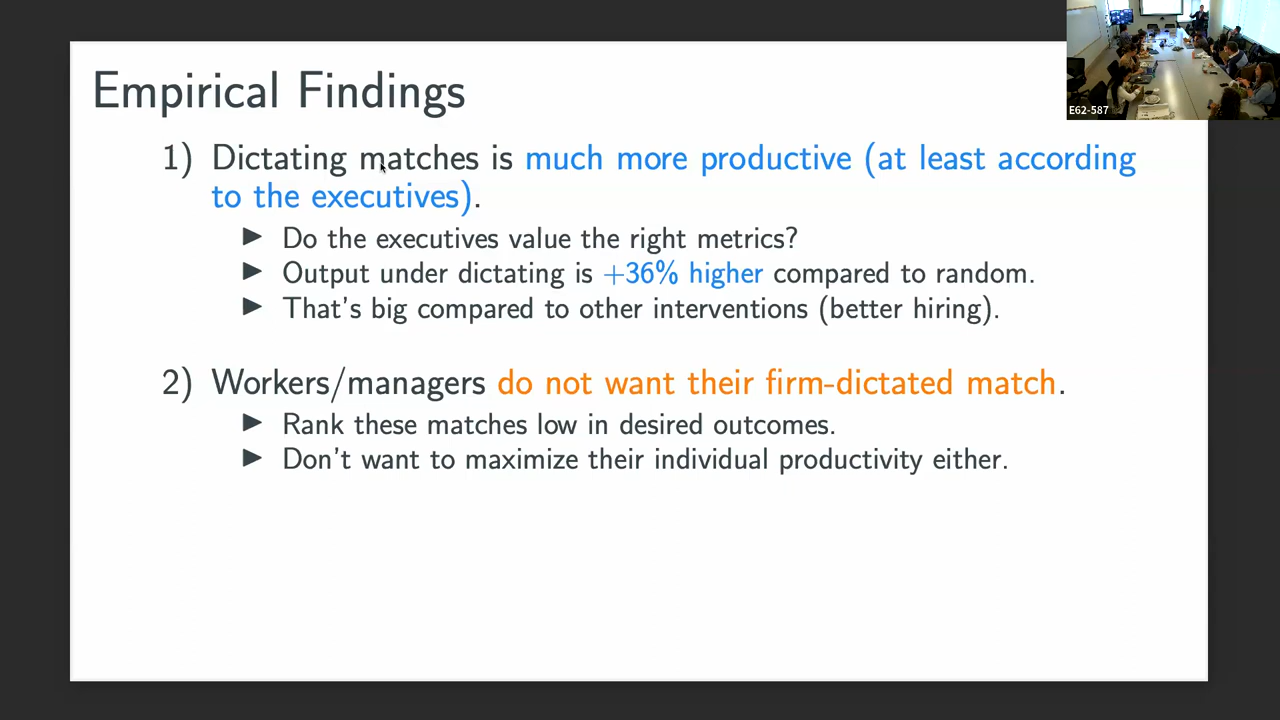 E62-587
Empirical Findings
1) Dictating matches is much more productive (at least according
to the executives).
▶ Do the executives value the right metrics?
▶ Output under dictating is +36% higher compared to random.
▶ That's big compared to other interventions (better hiring).
2) Workers/managers do not want their firm-dictated match.
▶ Rank these matches low in desired outcomes.
▶ Don't want to maximize their individual productivity either.